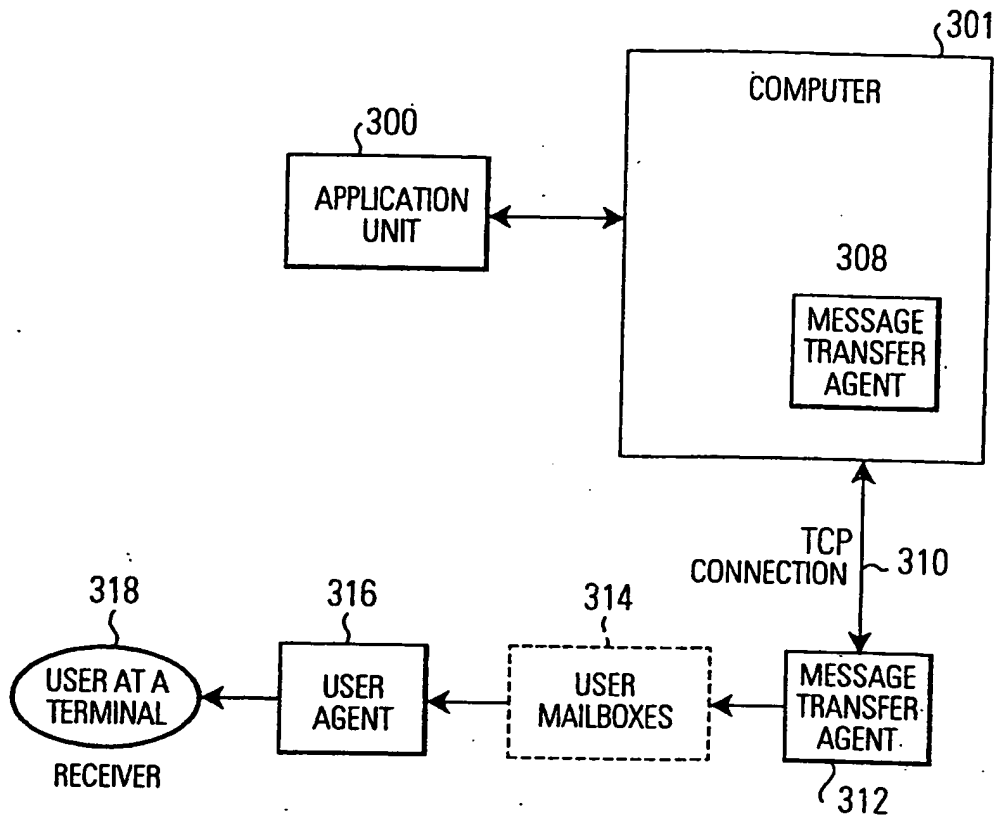 301
COMPUTER
300
APPLICATION
UNIT
308
MESSAGE
TRANSFER
AGENT
TCP
CONNECTION
310
318
316
314
USER AT A
TERMINAL
USER
AGENT
USER
MAILBOXES
MESSAGE
TRANSFER
AGENT
RECEIVER
312